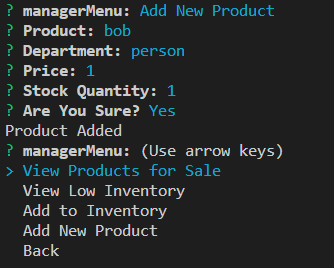 ? managerMenu: Add New Product
? Product: bob
? Department: person
? Price: 1
? Stock Quantity: 1
? Are You Sure? Yes
Product Added
? managerMenu: (Use arrow keys)
> View Products for Sale
View Low Inventory
Add to Inventory
Add New Product
Back